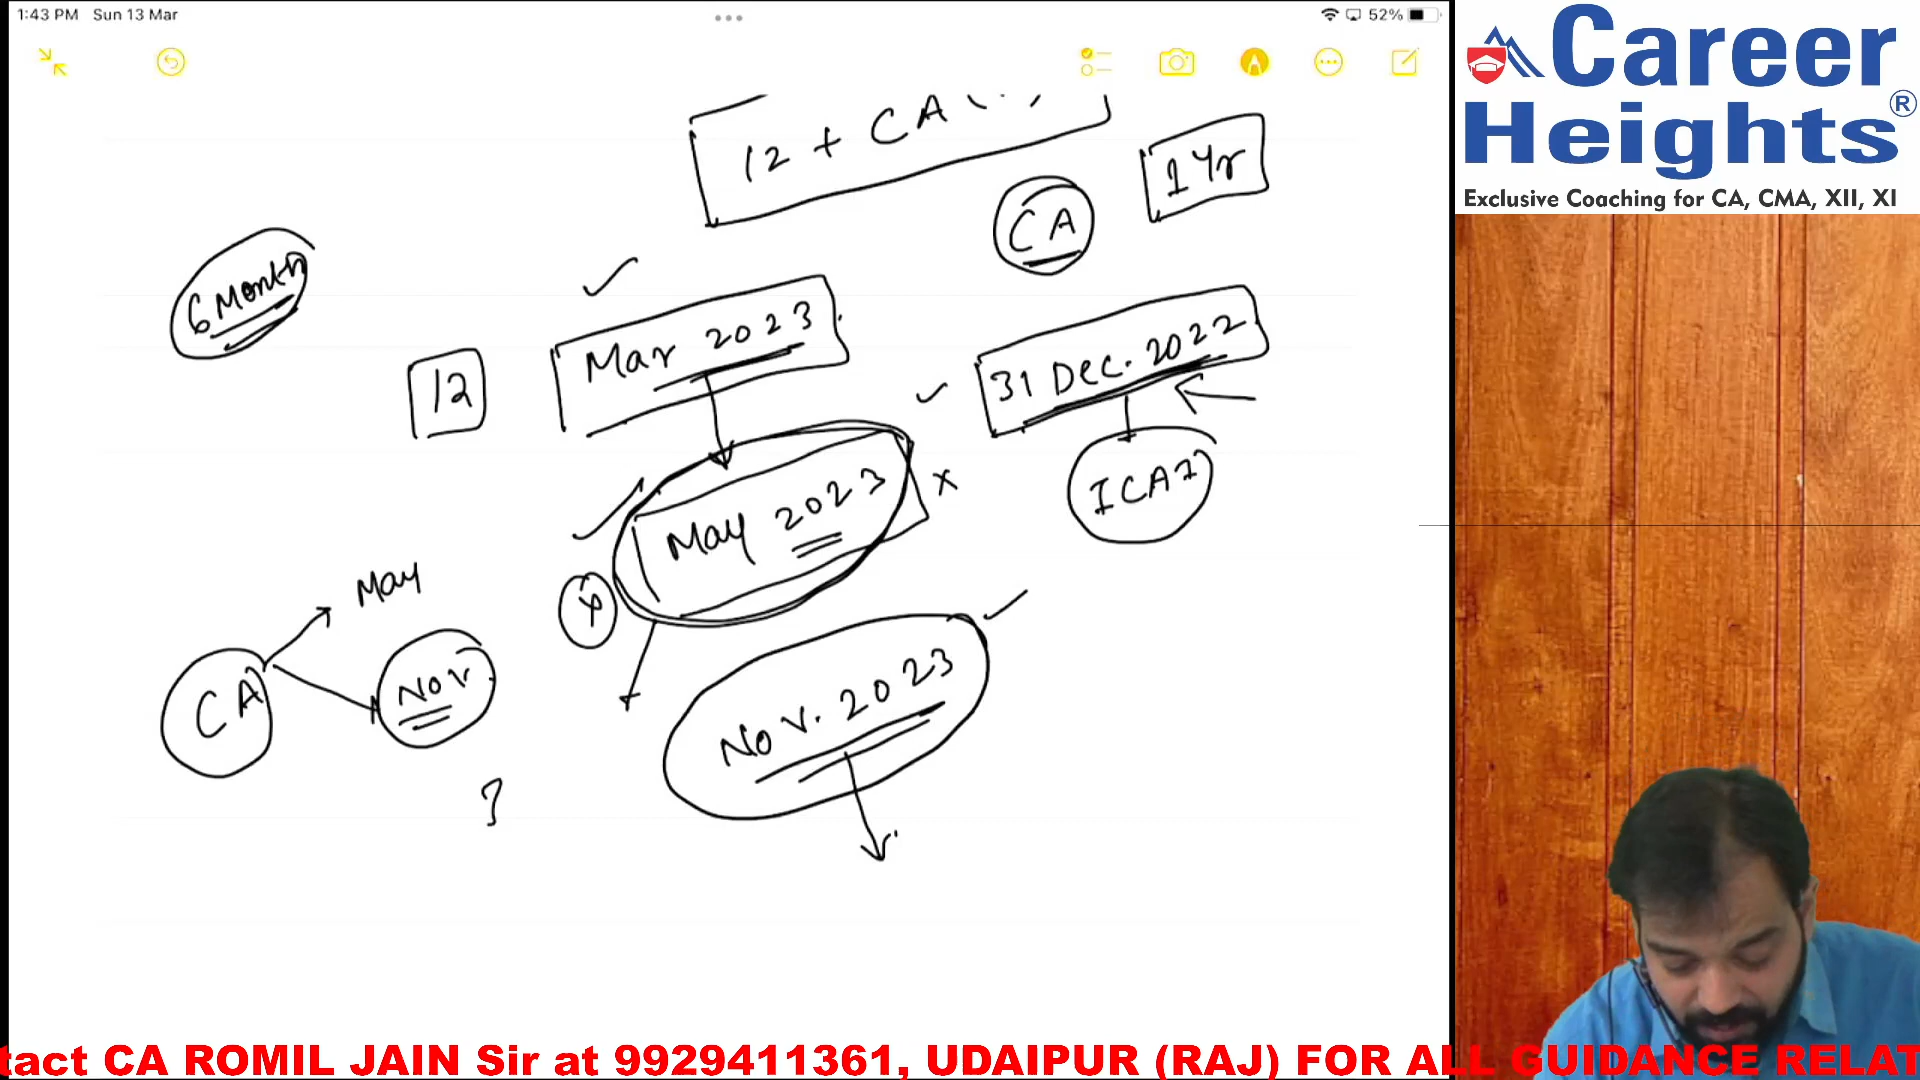 1:43 PM Sun 13 Mar
52%
Career
Heights®
Exclusive Coaching for CA, CMA, XII, XI
12 + CA
1 Yr
CA
6 Month
Mar 2023
31 Dec. 2022
12
May 2023
x
ICAI
May
CA
Nov.
Nov. 2023
tact CA ROMIL JAIN Sir at 9929411361, UDAIPUR (RAJ) FOR ALL GUIDANCE RELAT